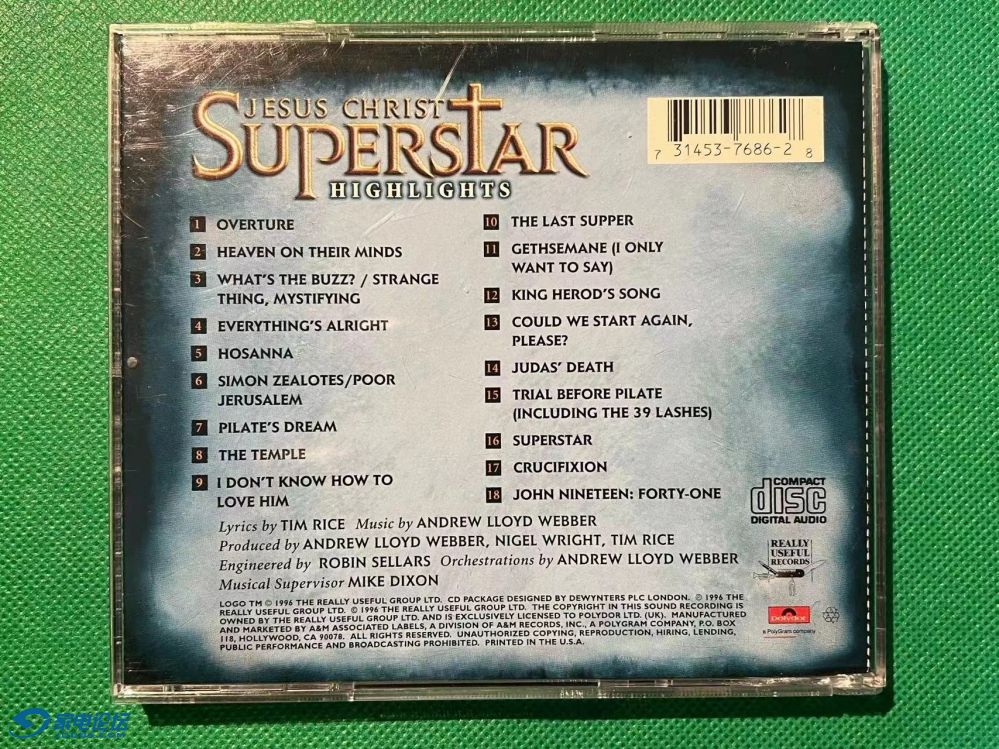 JESUS CHRIST
SUPERSTAR
HIGHLIGHTS
7 31453-7686-2 8
1 OVERTURE
2 HEAVEN ON THEIR MINDS
3 WHAT'S THE BUZZ? / STRANGE
THING, MYSTIFYING
4 EVERYTHING'S ALRIGHT
5 HOSANNA
6 SIMON ZEALOTES/POOR
JERUSALEM
7 PILATE'S DREAM
8 THE TEMPLE
9 I DON'T KNOW HOW TO
LOVE HIM
10 THE LAST SUPPER
11 GETHSEMANE (I ONLY
WANT TO SAY)
12 KING HEROD'S SONG
13 COULD WE START AGAIN,
PLEASE?
14 JUDAS' DEATH
15 TRIAL BEFORE PILATE
(INCLUDING THE 39 LASHES)
16 SUPERSTAR
17 CRUCIFIXION
18 JOHN NINETEEN: FORTY-ONE
Lyrics by TIM RICE Music by ANDREW LLOYD WEBBER
Produced by ANDREW LLOYD WEBBER, NIGEL WRIGHT, TIM RICE
Engineered by ROBIN SELLARS Orchestrations by ANDREW LLOYD WEBBER
Musical Supervisor MIKE DIXON
LOGO TM © 1996 THE REALLY USEFUL GROUP LTD. CD PACKAGE DESIGNED BY DEWYNTERS PLC LONDON. ℗ 1996 THE
REALLY USEFUL GROUP LTD. © 1996 THE REALLY USEFUL GROUP LTD. THE COPYRIGHT IN THIS SOUND RECORDING IS
OWNED BY THE REALLY USEFUL GROUP LTD. AND IS EXCLUSIVELY LICENSED TO POLYDOR LTD. (UK). MANUFACTURED
AND MARKETED BY A&M ASSOCIATED LABELS, A DIVISION OF A&M RECORDS, INC., A POLYGRAM COMPANY, P.O. BOX
118, HOLLYWOOD, CA 90078. ALL RIGHTS RESERVED. UNAUTHORIZED COPYING, REPRODUCTION, HIRING, LENDING,
PUBLIC PERFORMANCE AND BROADCASTING PROHIBITED. PRINTED IN THE U.S.A.
COMPACT
disc
DIGITAL AUDIO
REALLY
USEFUL
RECORDS
polydor
a PolyGram company
家电论坛